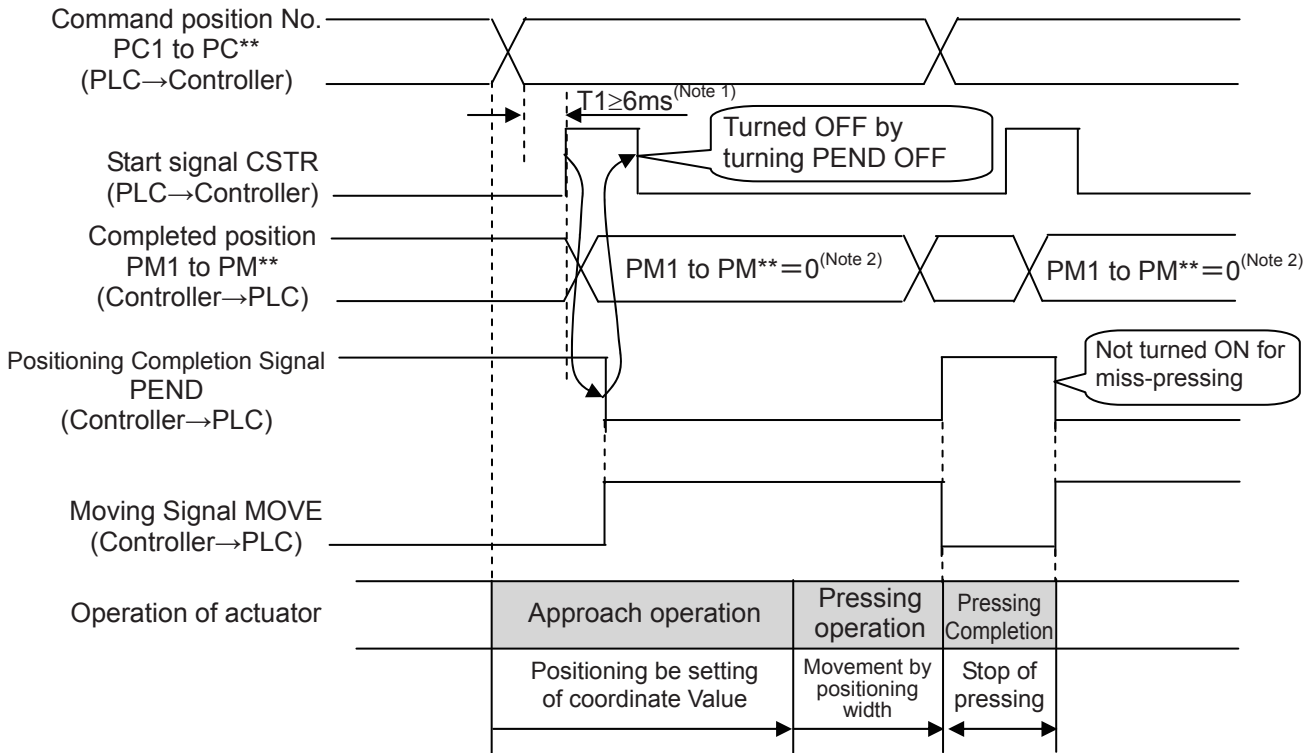 Command position No.
PC1 to PC**
(PLC→Controller)
T1≥6ms(Note 1)
Turned OFF by
turning PEND OFF
Start signal CSTR
(PLC→Controller)
Completed position
PM1 to PM**
(Controller→PLC)
PM1 to PM**=0(Note 2)
PM1 to PM**=0(Note 2)
Positioning Completion Signal
PEND
(Controller→PLC)
Not turned ON for
miss-pressing
Moving Signal MOVE
(Controller→PLC)
Operation of actuator
Approach operation
Pressing
operation
Pressing
Completion
Positioning be setting
of coordinate Value
Movement by
positioning
width
Stop of
pressing